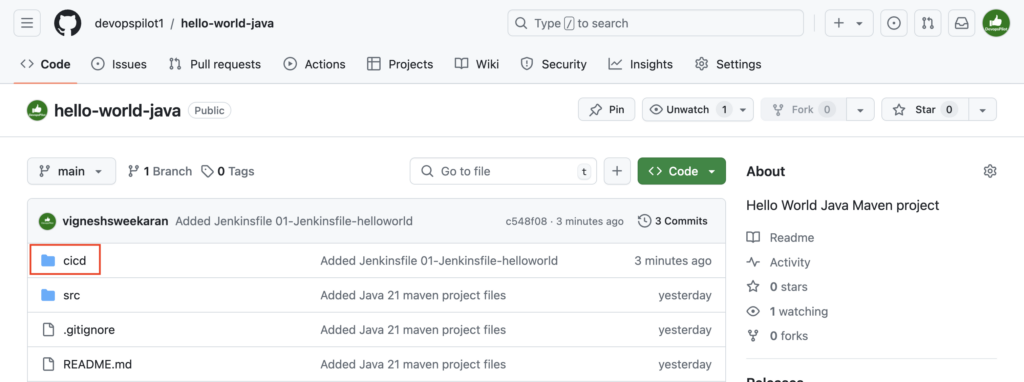 devopspilot1 / hello-world-java
Type / to search
Code Issues Pull requests Actions Projects Wiki Security Insights Settings
hello-world-java Public Pin Unwatch 1 Fork 0 Star 0
main 1 Branch 0 Tags Go to file t Code
About
Hello World Java Maven project
Readme
Activity
0 stars
1 watching
0 forks
vigneshsweekaran Added Jenkinsfile 01-Jenkinsfile-helloworld c548f08 · 3 minutes ago 3 Commits
cicd Added Jenkinsfile 01-Jenkinsfile-helloworld 3 minutes ago
src Added Java 21 maven project files yesterday
.gitignore Added Java 21 maven project files yesterday
README.md Added Java 21 maven project files yesterday